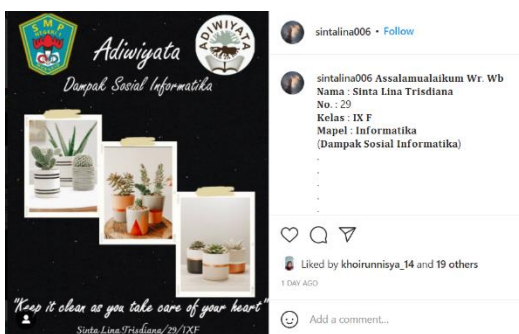 SMP
Adiwiyata
ADIWIYATA
Dampak Sosial Informatika
"Keep it clean as you take care of your heart"
Sinta Lina Trisdiana/29/IXF
sintalina006 • Follow
sintalina006 Assalamualaikum Wr. Wb
Nama : Sinta Lina Trisdiana
No. : 29
Kelas : IX F
Mapel : Informatika
(Dampak Sosial Informatika)
.
.
.
.
.
Liked by khoirunnisya_14 and 19 others
1 DAY AGO
Add a comment...